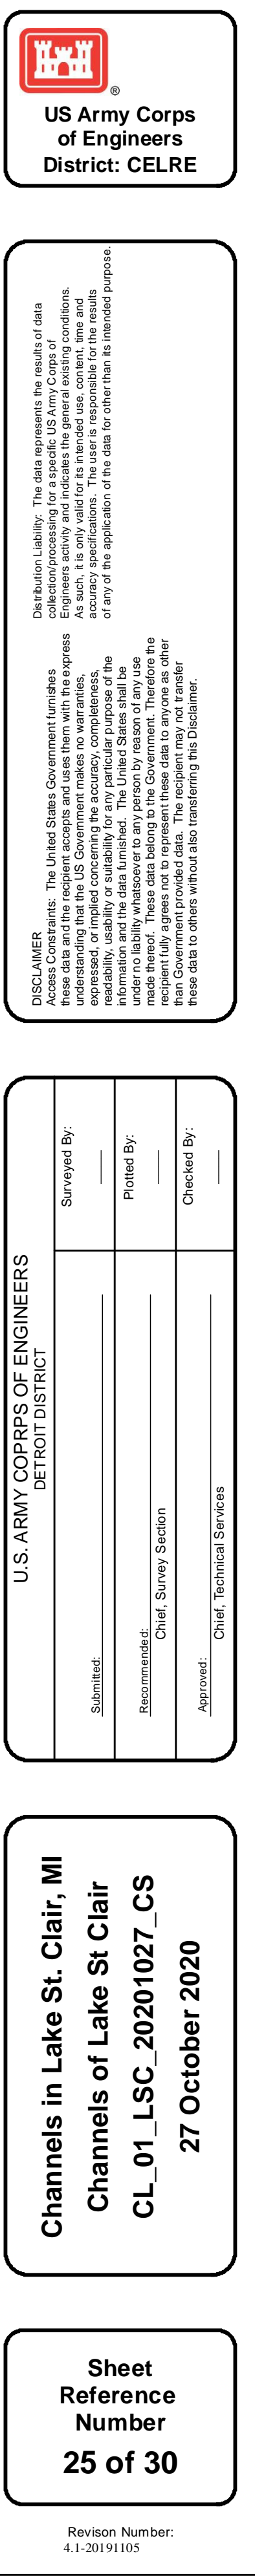 ®
US Army Corps
of Engineers
District: CELRE
DISCLAIMER
Access Constraints: The United States Government furnishes
these data and the recipient accepts and uses them with the express
understanding that the US Government makes no warranties,
expressed, or implied concerning the accuracy, completeness,
readability, usability or suitability for any particular purpose of the
information and the data furnished. The United States shall be
under no liability whatsoever to any person by reason of any use
made thereof. These data belong to the Government. Therefore the
recipient fully agrees not to represent these data to anyone as other
than Government provided data. The recipient may not transfer
these data to others without also transferring this Disclaimer.
Distribution Liability: The data represents the results of data
collection/processing for a specific US Army Corps of
Engineers activity and indicates the general existing conditions.
As such, it is only valid for its intended use, content, time and
accuracy specifications. The user is responsible for the results
of any of the application of the data for other than its intended purpose.
U.S. ARMY COPRPS OF ENGINEERS
DETROIT DISTRICT
Submitted:
Surveyed By:
Recommended:
Chief, Survey Section
Plotted By:
Approved:
Chief, Technical Services
Checked By:
Channels in Lake St. Clair, MI
Channels of Lake St Clair
CL_01_LSC_20201027_CS
27 October 2020
Sheet
Reference
Number
25 of 30
Revison Number:
4.1-20191105